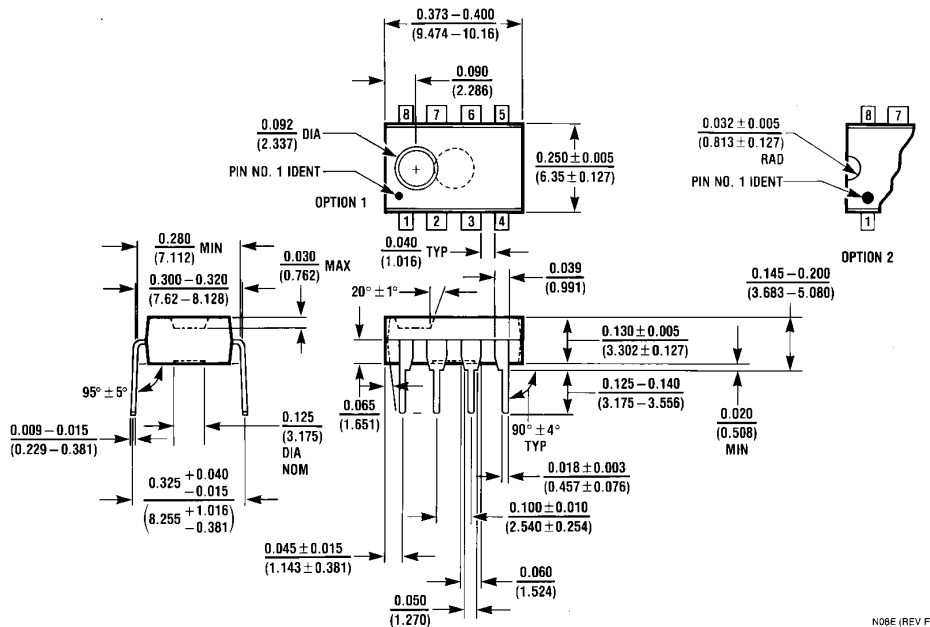 0.373 – 0.400
(9.474 – 10.16)
0.090
(2.286)
8 7 6 5
0.092 DIA
(2.337)
PIN NO. 1 IDENT
OPTION 1
1 2 3 4
0.250 ± 0.005
(6.35 ± 0.127)
8 7
0.032 ± 0.005
(0.813 ± 0.127)
RAD
PIN NO. 1 IDENT
1
OPTION 2
0.280 MIN
(7.112)
0.300 – 0.320
(7.62 – 8.128)
0.030 MAX
(0.762)
0.040 TYP
(1.016)
0.039
(0.991)
20° ± 1°
0.145 – 0.200
(3.683 – 5.080)
0.130 ± 0.005
(3.302 ± 0.127)
0.125 – 0.140
(3.175 – 3.556)
0.020
(0.508)
MIN
95° ± 5°
0.009 – 0.015
(0.229 – 0.381)
0.125
(3.175)
DIA
NOM
0.065
(1.651)
90° ± 4°
TYP
0.018 ± 0.003
(0.457 ± 0.076)
0.325 +0.040
–0.015
(8.255 +1.016
–0.381)
0.100 ± 0.010
(2.540 ± 0.254)
0.045 ± 0.015
(1.143 ± 0.381)
0.060
(1.524)
0.050
(1.270)
N08E (REV F